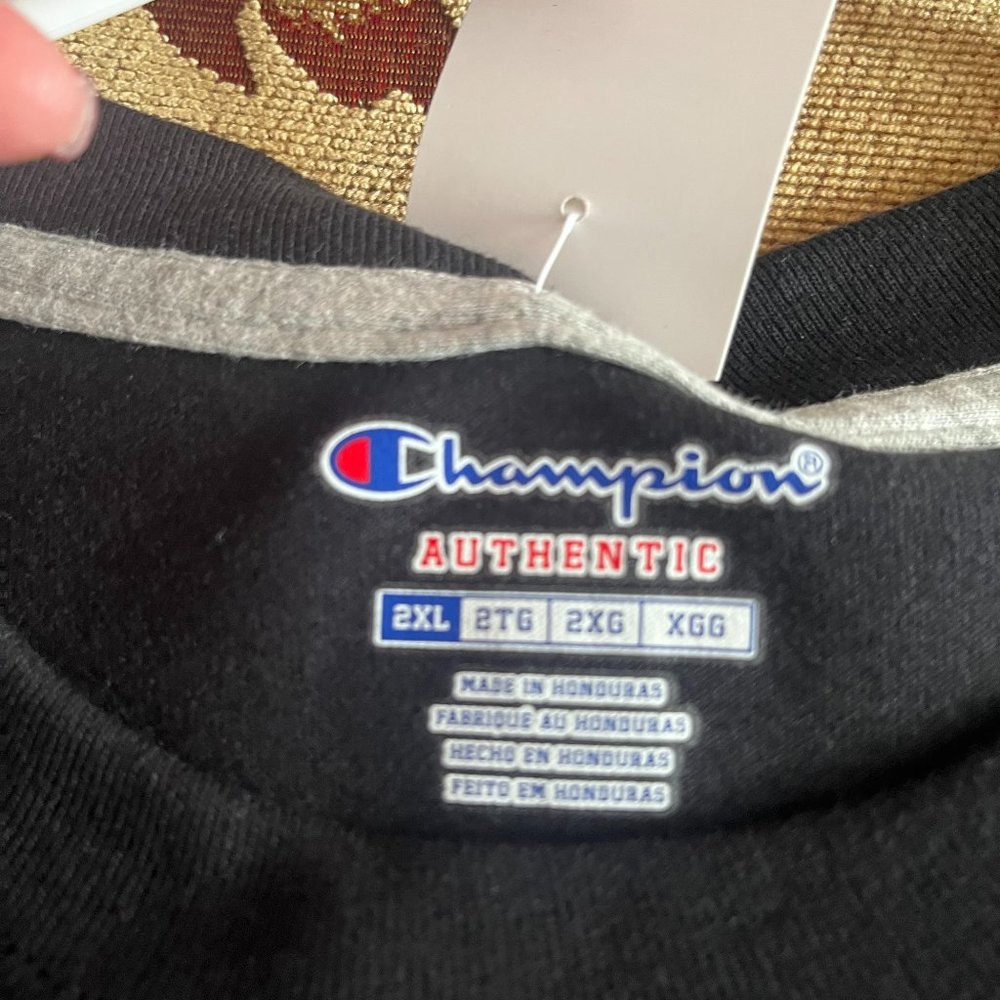 Champion®
AUTHENTIC
2XL 2TG 2XG XGG
MADE IN HONDURAS
FABRIQUÉ AU HONDURAS
HECHO EN HONDURAS
FEITO EM HONDURAS